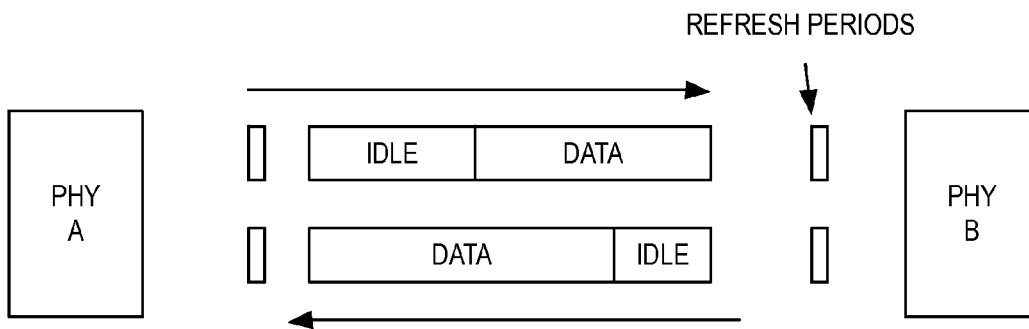 REFRESH PERIODS
PHY
A
IDLE
DATA
DATA
IDLE
PHY
B